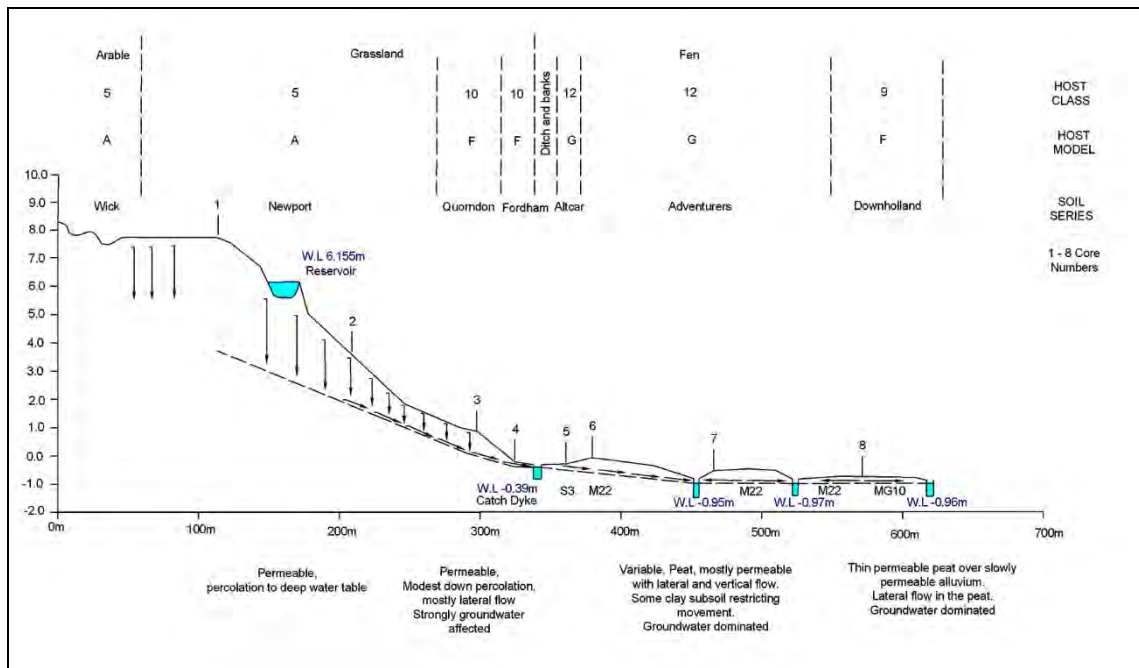 Arable
Grassland
Fen
5
5
10
10
Ditch and banks
12
12
9
HOST
CLASS
A
A
F
F
G
G
F
HOST
MODEL
Wick
Newport
Quorndon
Fordham
Altcar
Adventurers
Downholland
SOIL
SERIES
1 - 8 Core
Numbers
10.0
9.0
8.0
7.0
6.0
5.0
4.0
3.0
2.0
1.0
0.0
-1.0
-2.0
1
W.L 6.155m
Reservoir
2
3
4
5
6
7
8
W.L -0.39m
Catch Dyke
S3
M22
W.L -0.95m
M22
W.L -0.97m
M22
MG10
W.L -0.96m
0m
100m
200m
300m
400m
500m
600m
700m
Permeable,
percolation to deep water table
Permeable,
Modest down percolation,
mostly lateral flow
Strongly groundwater
affected
Variable, Peat, mostly permeable
with lateral and vertical flow.
Some clay subsoil restricting
movement.
Groundwater dominated
Thin permeable peat over slowly
permeable alluvium.
Lateral flow in the peat.
Groundwater dominated